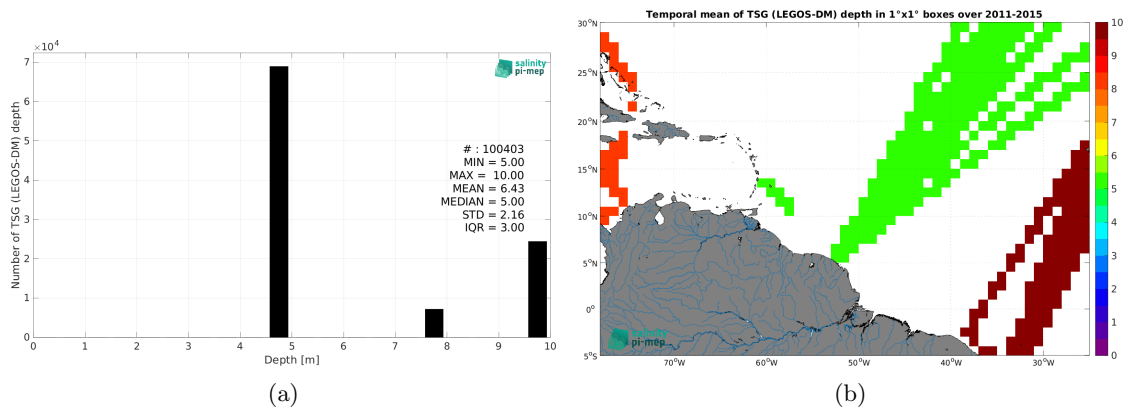 ×10⁴
7
6
5
4
3
2
1
0
Number of TSG (LEGOS-DM) depth
salinity
pi-mep
# : 100403
MIN = 5.00
MAX = 10.00
MEAN = 6.43
MEDIAN = 5.00
STD = 2.16
IQR = 3.00
0 1 2 3 4 5 6 7 8 9 10
Depth [m]
(a)
Temporal mean of TSG (LEGOS-DM) depth in 1°x1° boxes over 2011-2015
30°N
25°N
20°N
15°N
10°N
5°N
0°
5°S
salinity
pi-mep
70°W 60°W 50°W 40°W 30°W
10
9
8
7
6
5
4
3
2
1
0
(b)